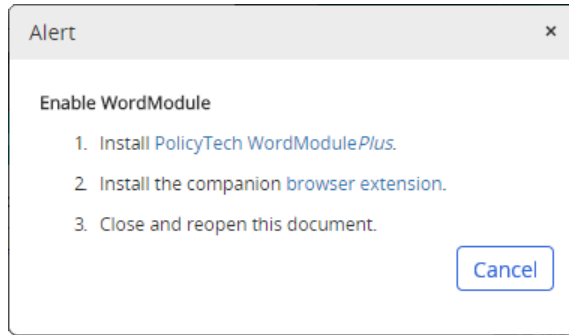 Alert ×
Enable WordModule
1. Install PolicyTech WordModulePlus.
2. Install the companion browser extension.
3. Close and reopen this document.
Cancel